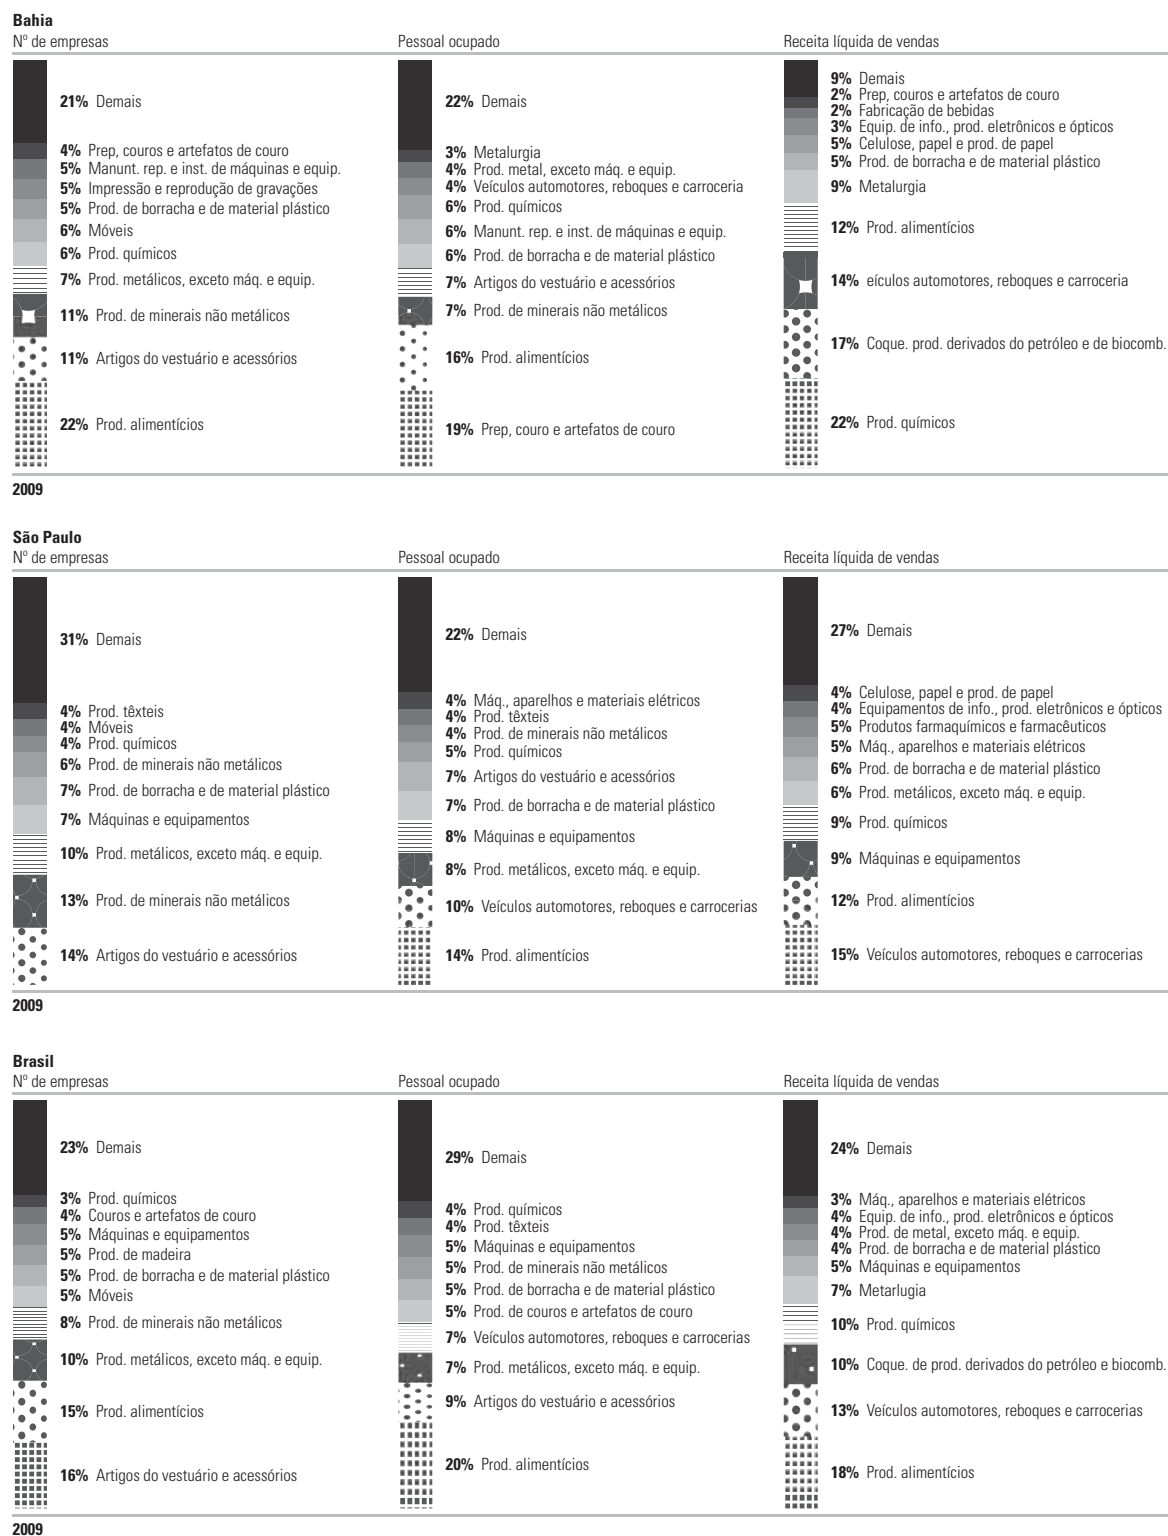 Bahia
Nº de empresas
Pessoal ocupado
Receita líquida de vendas
21% Demais
4% Prep, couros e artefatos de couro
5% Manunt. rep. e inst. de máquinas e equip.
5% Impressão e reprodução de gravações
5% Prod. de borracha e de material plástico
6% Móveis
6% Prod. químicos
7% Prod. metálicos, exceto máq. e equip.
11% Prod. de minerais não metálicos
11% Artigos do vestuário e acessórios
22% Prod. alimentícios
22% Demais
3% Metalurgia
4% Prod. metal, exceto máq. e equip.
4% Veículos automotores, reboques e carroceria
6% Prod. químicos
6% Manunt. rep. e inst. de máquinas e equip.
6% Prod. de borracha e de material plástico
7% Artigos do vestuário e acessórios
7% Prod. de minerais não metálicos
16% Prod. alimentícios
19% Prep, couro e artefatos de couro
9% Demais
2% Prep, couros e artefatos de couro
2% Fabricação de bebidas
3% Equip. de info., prod. eletrônicos e ópticos
5% Celulose, papel e prod. de papel
5% Prod. de borracha e de material plástico
9% Metalurgia
12% Prod. alimentícios
14% eículos automotores, reboques e carroceria
17% Coque. prod. derivados do petróleo e de biocomb.
22% Prod. químicos
2009
São Paulo
Nº de empresas
Pessoal ocupado
Receita líquida de vendas
31% Demais
4% Prod. têxteis
4% Móveis
4% Prod. químicos
6% Prod. de minerais não metálicos
7% Prod. de borracha e de material plástico
7% Máquinas e equipamentos
10% Prod. metálicos, exceto máq. e equip.
13% Prod. de minerais não metálicos
14% Artigos do vestuário e acessórios
22% Demais
4% Máq., aparelhos e materiais elétricos
4% Prod. têxteis
4% Prod. de minerais não metálicos
5% Prod. químicos
7% Artigos do vestuário e acessórios
7% Prod. de borracha e de material plástico
8% Máquinas e equipamentos
8% Prod. metálicos, exceto máq. e equip.
10% Veículos automotores, reboques e carrocerias
14% Prod. alimentícios
27% Demais
4% Celulose, papel e prod. de papel
4% Equipamentos de info., prod. eletrônicos e ópticos
5% Produtos farmaquímicos e farmacêuticos
5% Máq., aparelhos e materiais elétricos
6% Prod. de borracha e de material plástico
6% Prod. metálicos, exceto máq. e equip.
9% Prod. químicos
9% Máquinas e equipamentos
12% Prod. alimentícios
15% Veículos automotores, reboques e carrocerias
2009
Brasil
Nº de empresas
Pessoal ocupado
Receita líquida de vendas
23% Demais
3% Prod. químicos
4% Couros e artefatos de couro
5% Máquinas e equipamentos
5% Prod. de madeira
5% Prod. de borracha e de material plástico
5% Móveis
8% Prod. de minerais não metálicos
10% Prod. metálicos, exceto máq. e equip.
15% Prod. alimentícios
16% Artigos do vestuário e acessórios
29% Demais
4% Prod. químicos
4% Prod. têxteis
5% Máquinas e equipamentos
5% Prod. de minerais não metálicos
5% Prod. de borracha e de material plástico
5% Prod. de couros e artefatos de couro
7% Veículos automotores, reboques e carrocerias
7% Prod. metálicos, exceto máq. e equip.
9% Artigos do vestuário e acessórios
20% Prod. alimentícios
24% Demais
3% Máq., aparelhos e materiais elétricos
4% Equip. de info., prod. eletrônicos e ópticos
4% Prod. de metal, exceto máq. e equip.
4% Prod. de borracha e de material plástico
5% Máquinas e equipamentos
7% Metarlugia
10% Prod. químicos
10% Coque. de prod. derivados do petróleo e biocomb.
13% Veículos automotores, reboques e carrocerias
18% Prod. alimentícios
2009